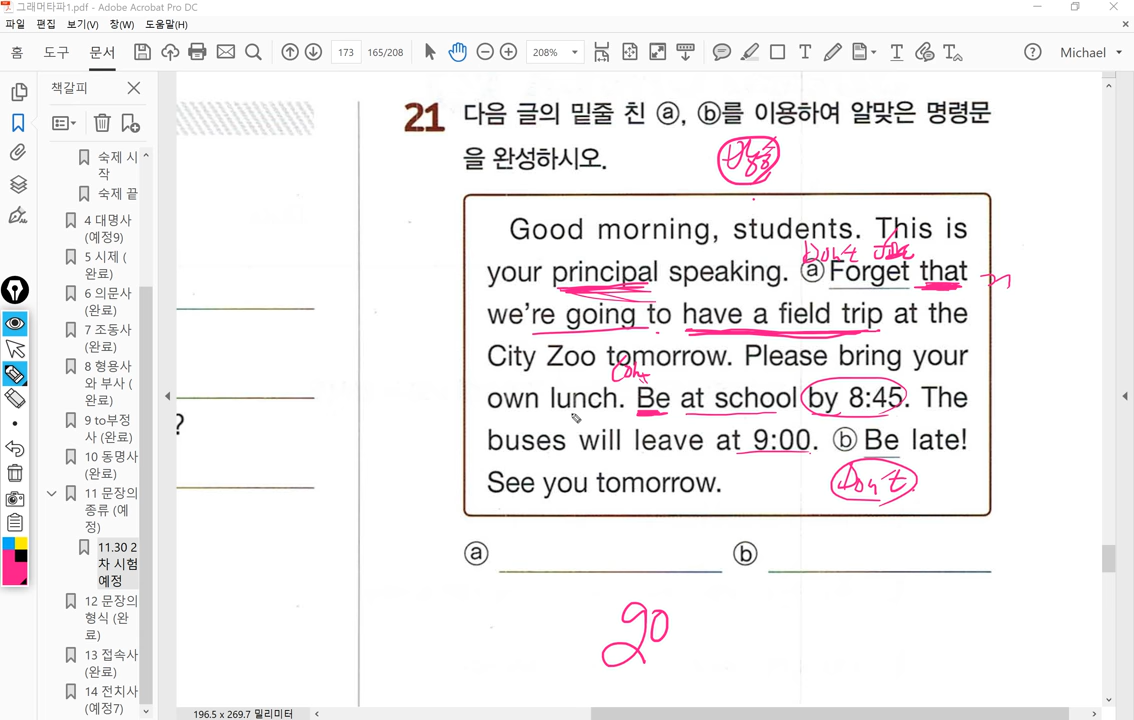 그래머타파1.pdf - Adobe Acrobat Pro DC
파일 편집 보기(V) 창(W) 도움말(H)
홈 도구 문서 173 165/208 208% Michael
책갈피
숙제 시
작
숙제 끝
4 대명사
(예정9)
5 시제 (
완료)
6 의문사
(완료)
7 조동사
(완료)
8 형용사
와 부사 (
완료)
9 to부정
사 (완료)
10 동명사
(완료)
11 문장의
종류 (예
정)
11.30 2
차 시험
예정
12 문장의
형식 (완
료)
13 접속사
(완료)
14 전치사
(예정7)
?
21 다음 글의 밑줄 친 ⓐ, ⓑ를 이용하여 알맞은 명령문
을 완성하시오.
Good morning, students. This is
Don't
your principal speaking. ⓐ Forget that
we're going to have a field trip at the
City Zoo tomorrow. Please bring your
own lunch. Be at school by 8:45. The
buses will leave at 9:00. ⓑ Be late!
See you tomorrow.
Don't
ⓐ ⓑ
20
196.5 x 269.7 밀리미터